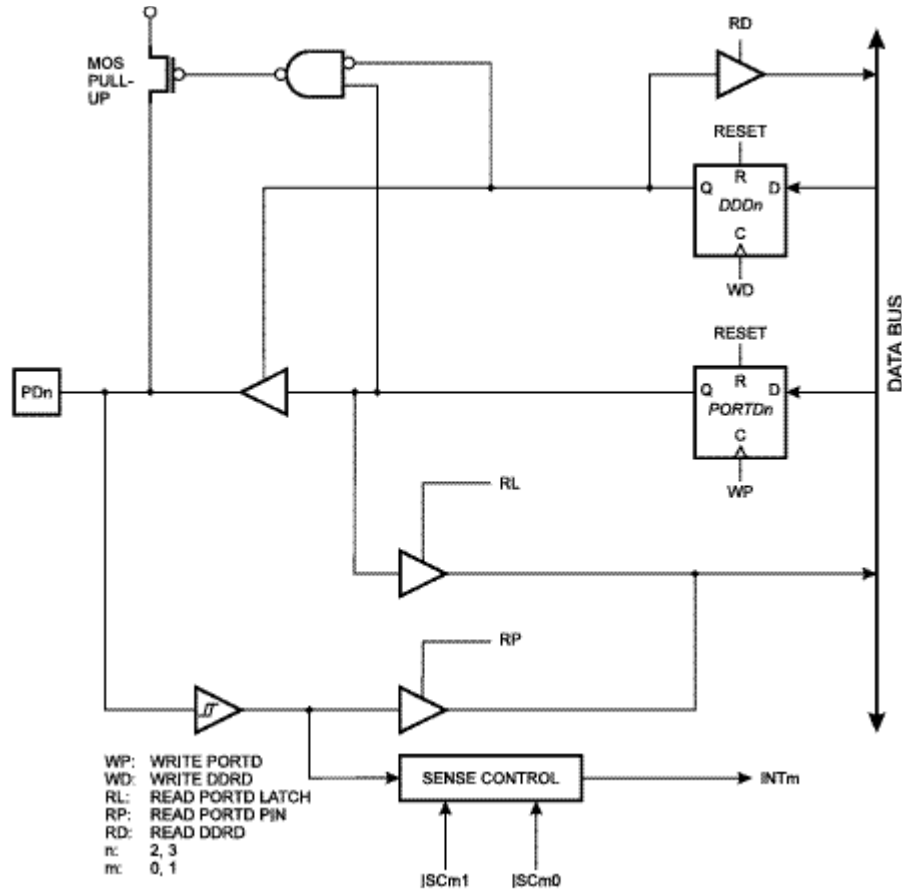 RD
MOS
PULL-
UP
RESET
Q
R
D
DDDn
C
WD
DATA BUS
RESET
PDn
Q
R
D
PORTDn
C
WP
RL
RP
WP: WRITE PORTD
WD: WRITE DDRD
RL: READ PORTD LATCH
RP: READ PORTD PIN
RD: READ DDRD
n: 2, 3
m: 0, 1
SENSE CONTROL
INTm
ISCm1
ISCm0